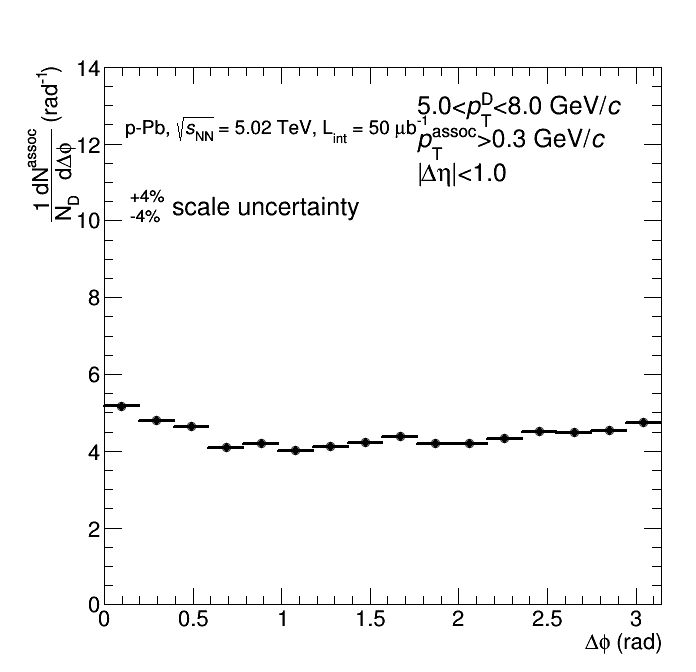 1 dN^assoc / N_D dΔϕ (rad^-1)
14
12
10
8
6
4
2
0
p-Pb, √s_NN = 5.02 TeV, L_int = 50 μb^-1
5.0<p_T^D<8.0 GeV/c
p_T^assoc>0.3 GeV/c
|Δη|<1.0
+4%
-4% scale uncertainty
0 0.5 1 1.5 2 2.5 3
Δϕ (rad)